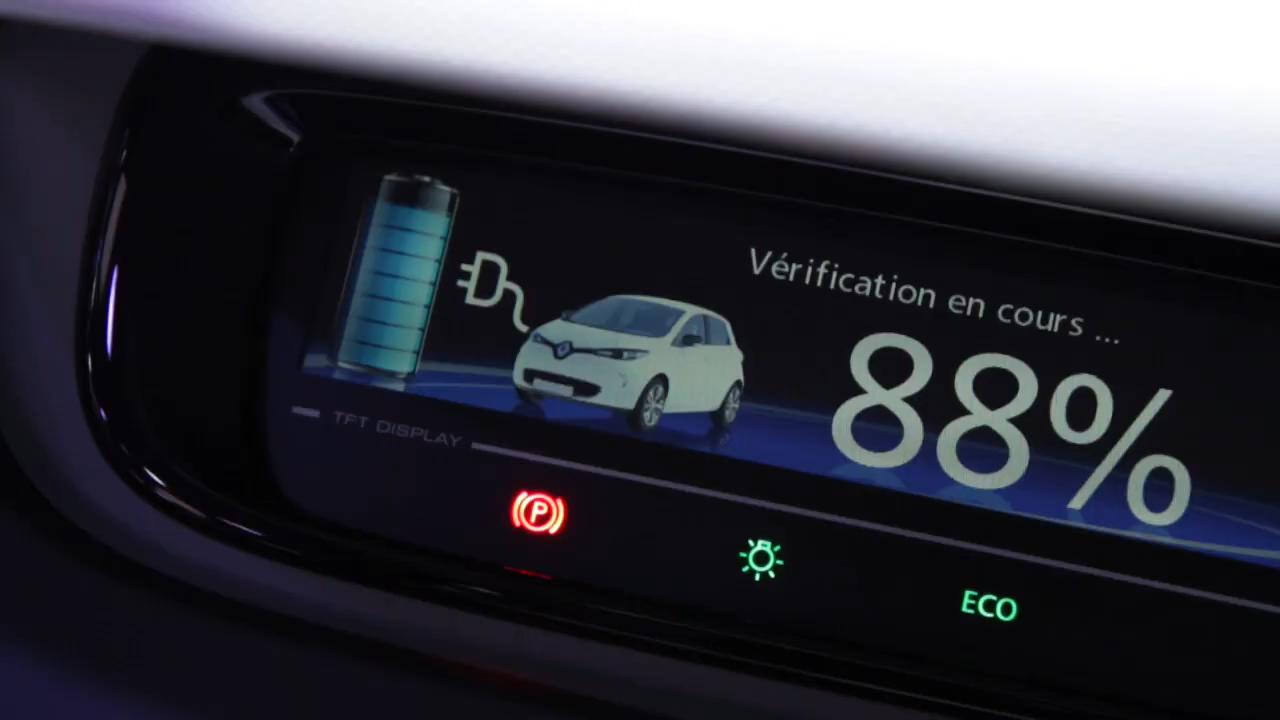 Vérification en cours ...
88%
TFT DISPLAY
P
ECO